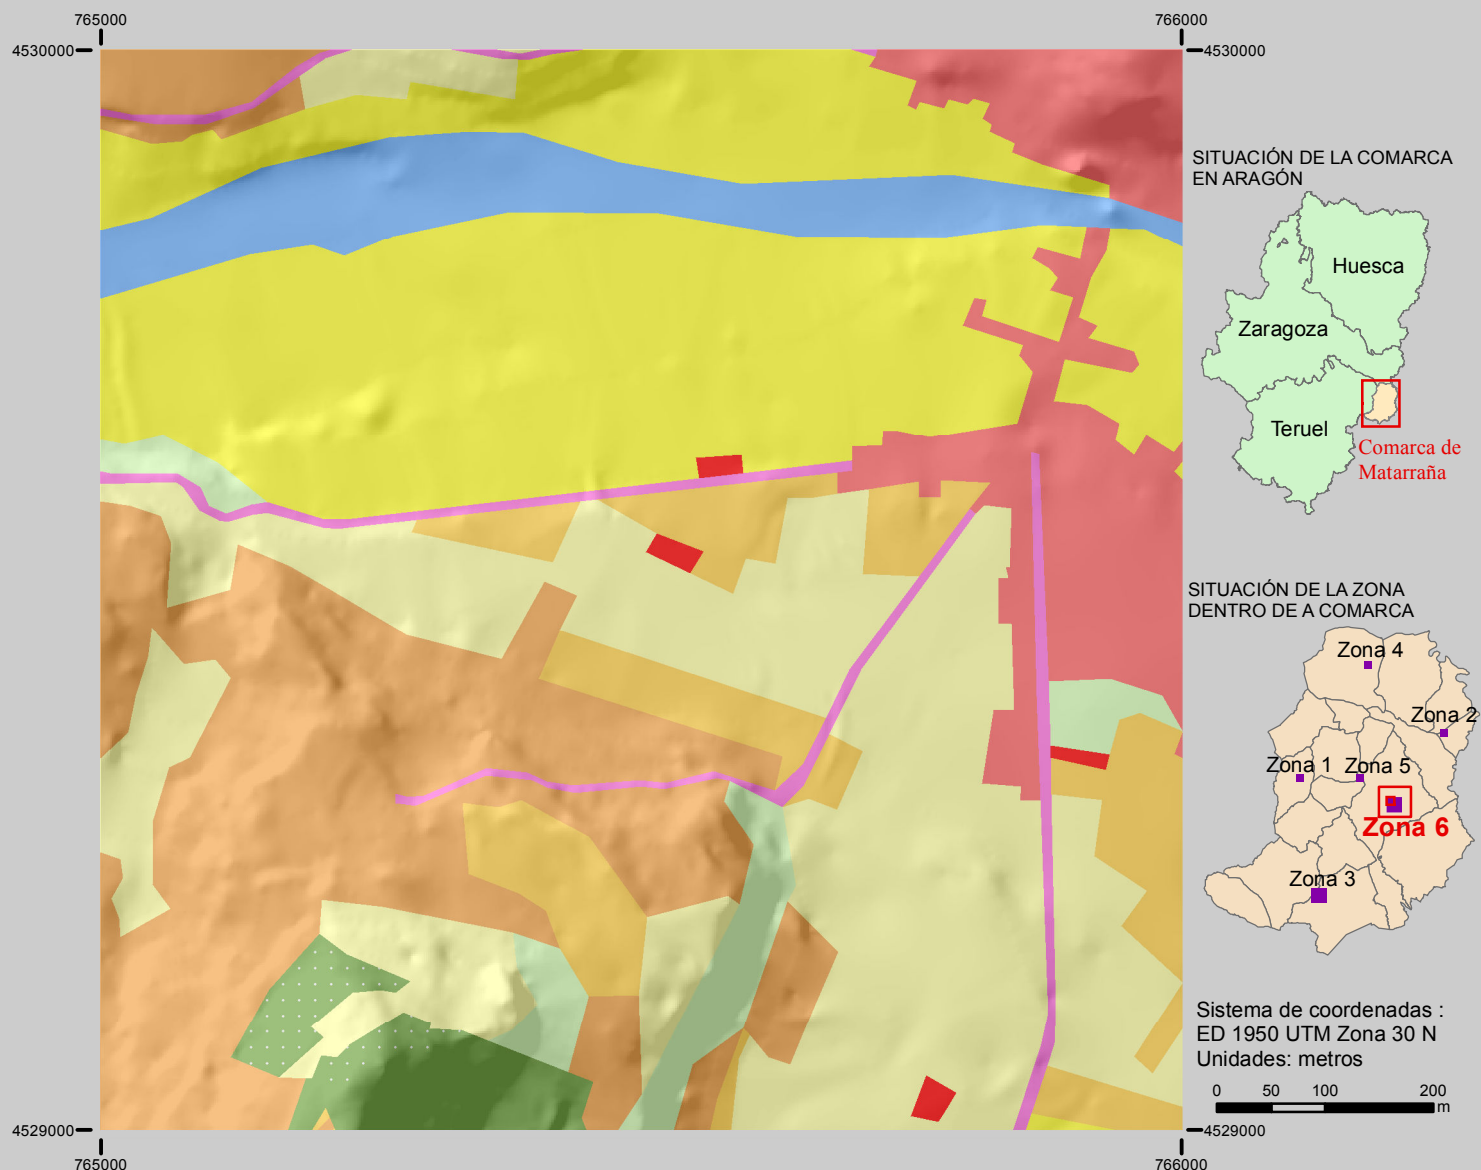 765000
766000
4530000
4530000
SITUACIÓN DE LA COMARCA
EN ARAGÓN
Huesca
Zaragoza
Teruel
Comarca de
Matarraña
SITUACIÓN DE LA ZONA
DENTRO DE A COMARCA
Zona 4
Zona 2
Zona 1
Zona 5
Zona 6
Zona 3
Sistema de coordenadas :
ED 1950 UTM Zona 30 N
Unidades: metros
0 50 100 200
m
4529000
4529000
765000
766000